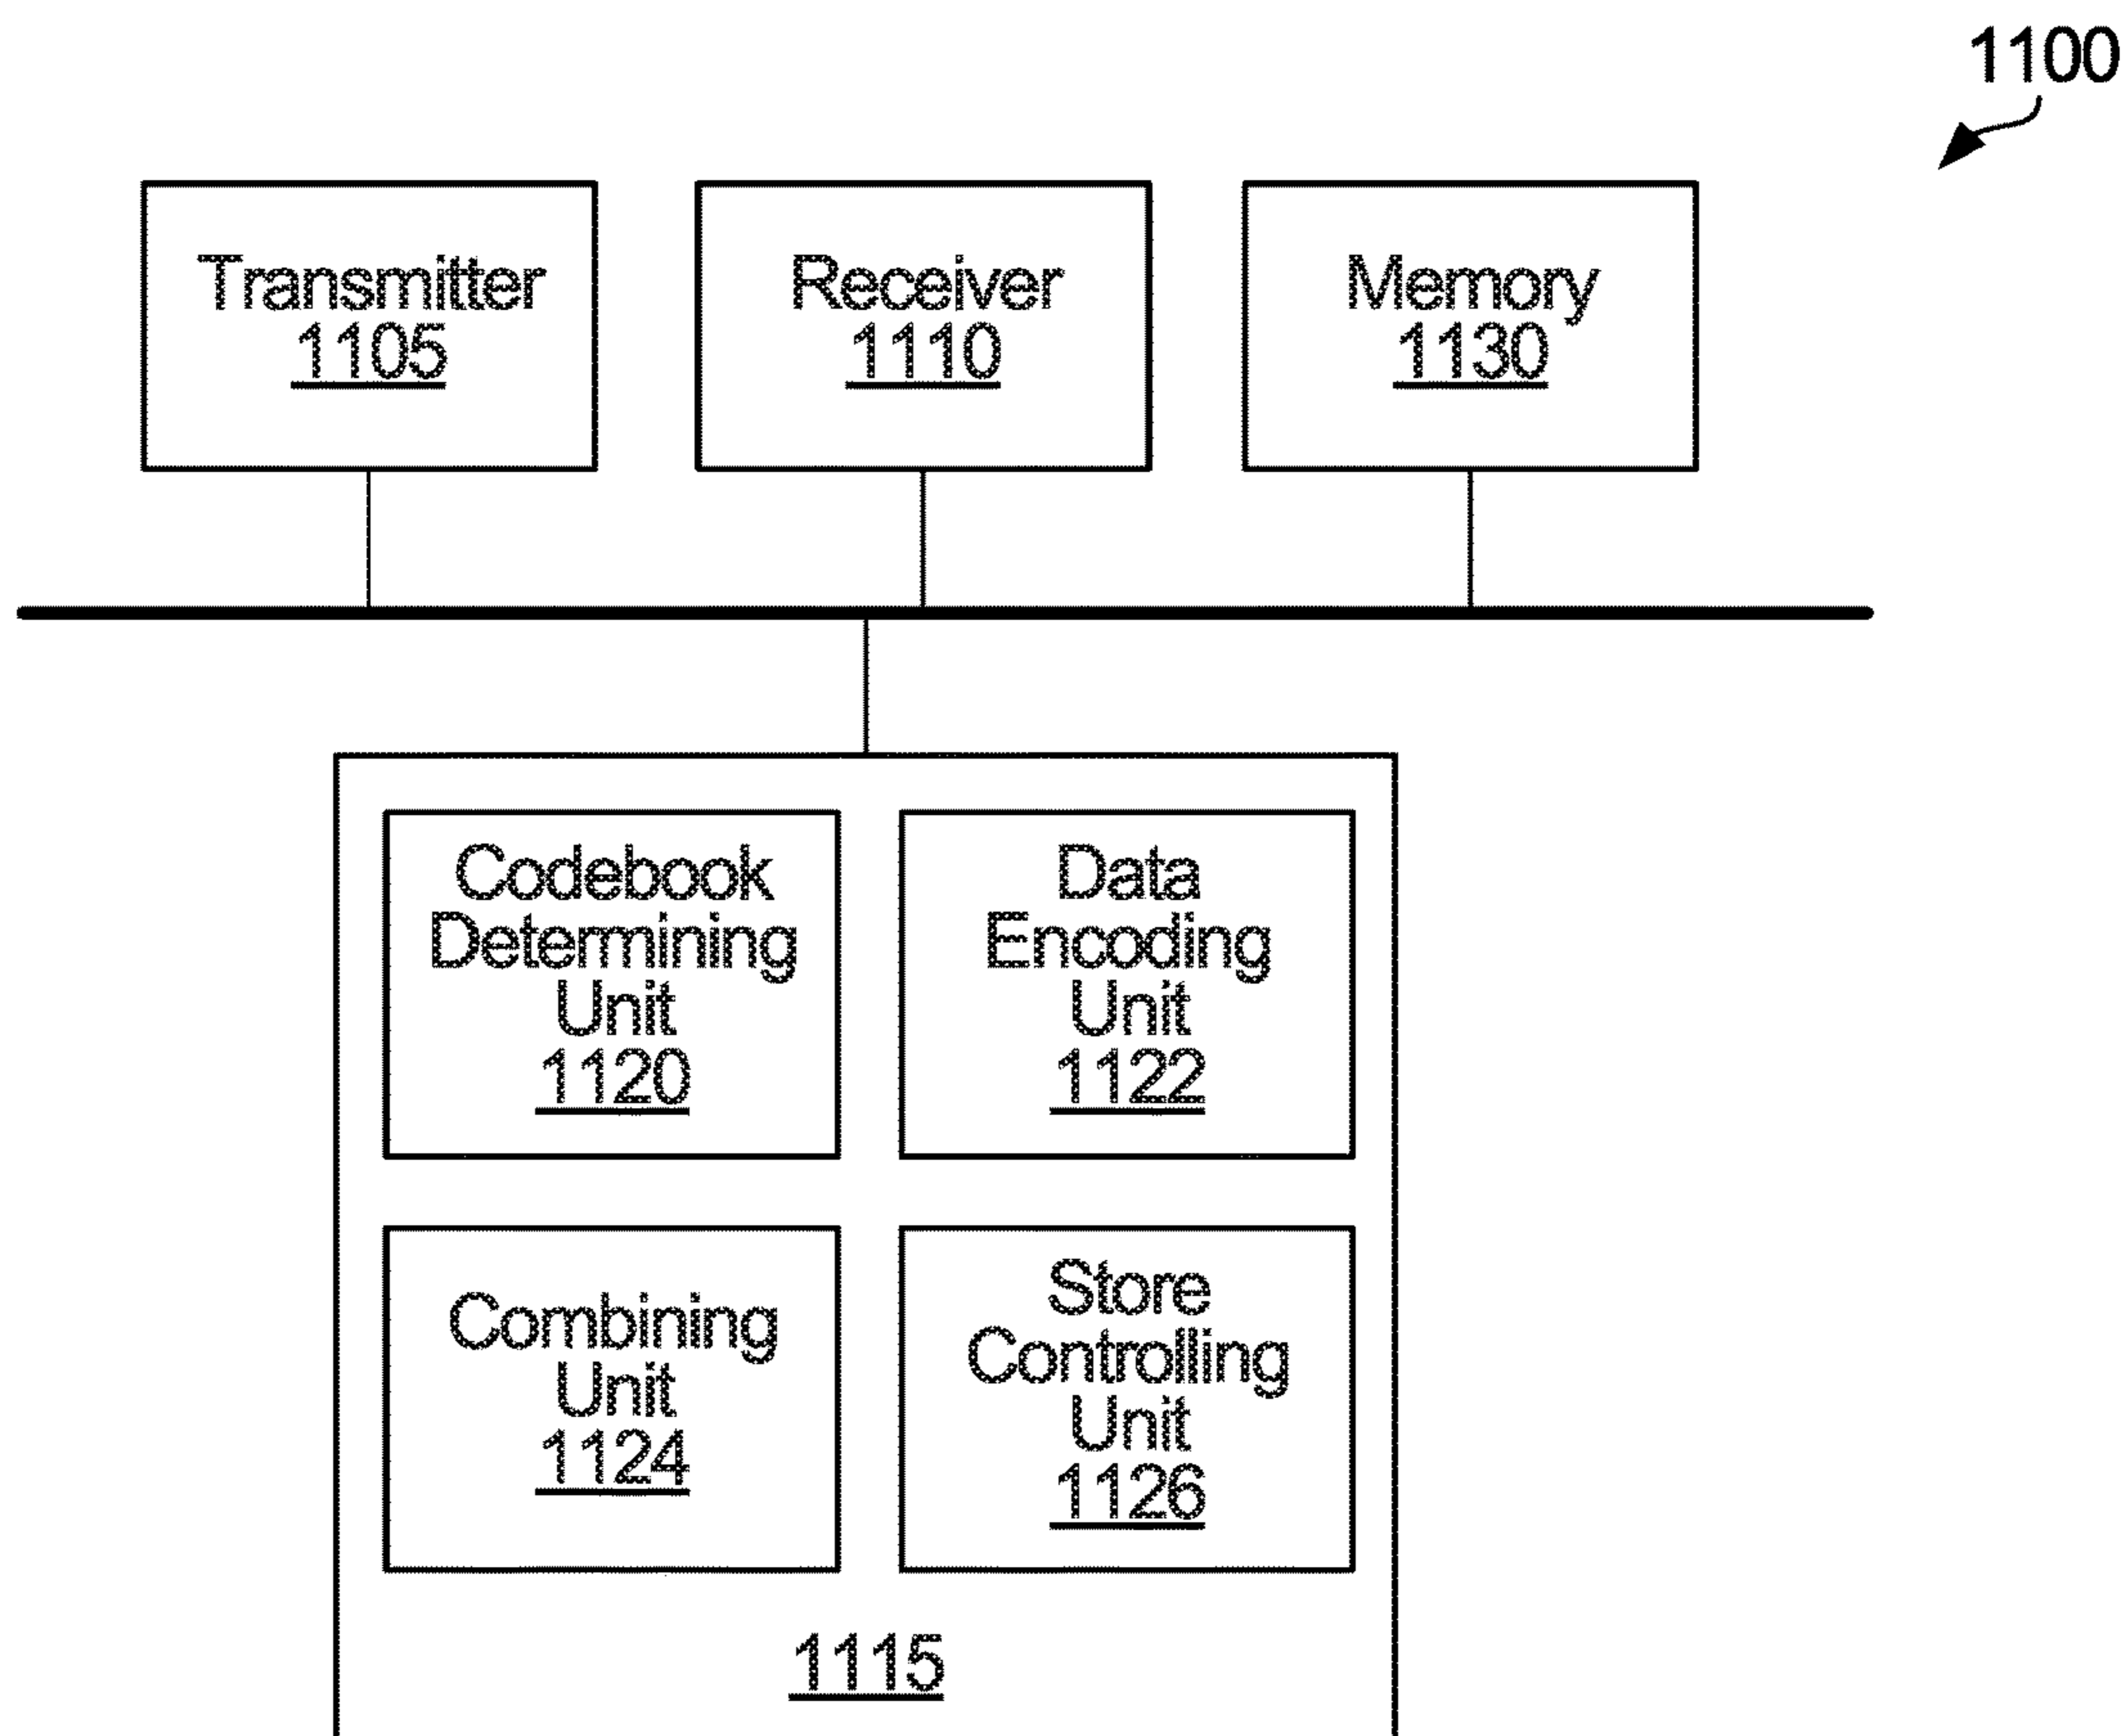 1100
Transmitter
1105
Receiver
1110
Memory
1130
Codebook
Determining
Unit
1120
Data
Encoding
Unit
1122
Combining
Unit
1124
Store
Controlling
Unit
1126
1115